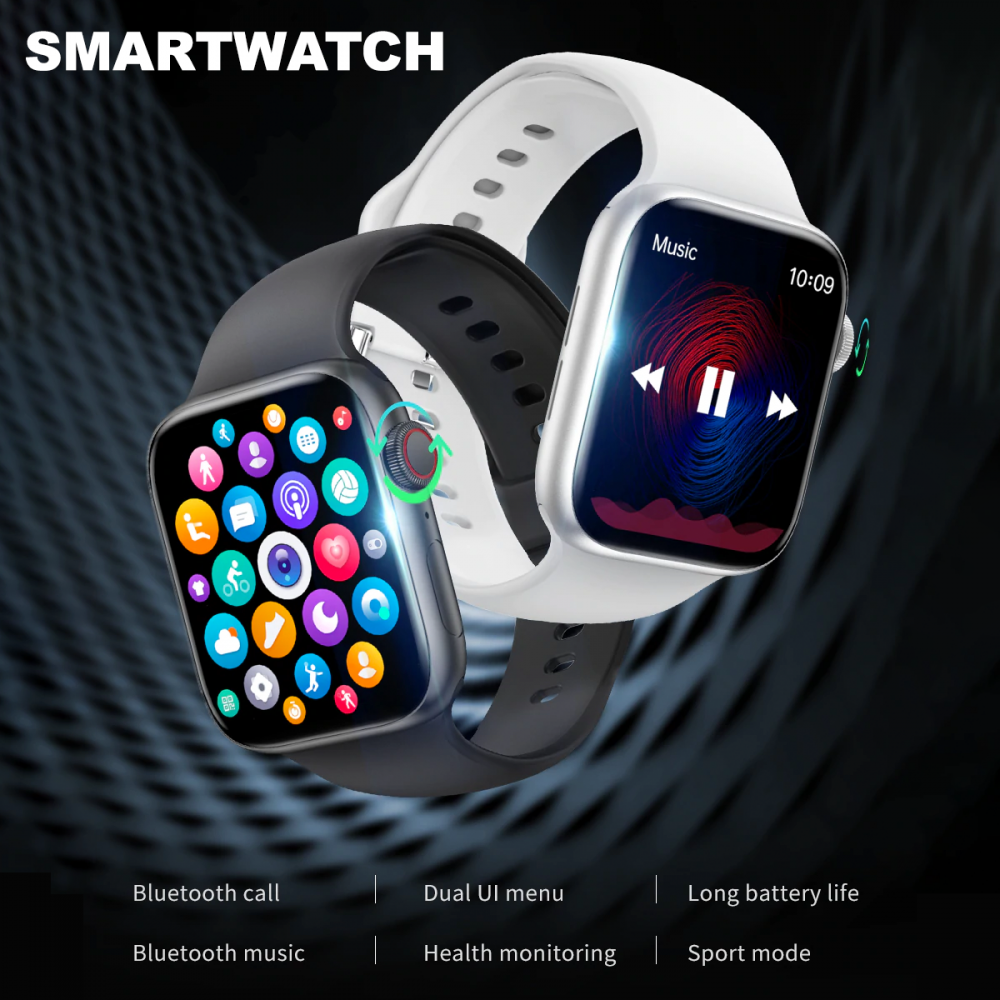 SMARTWATCH
Music
10:09
Bluetooth call
Dual UI menu
Long battery life
Bluetooth music
Health monitoring
Sport mode